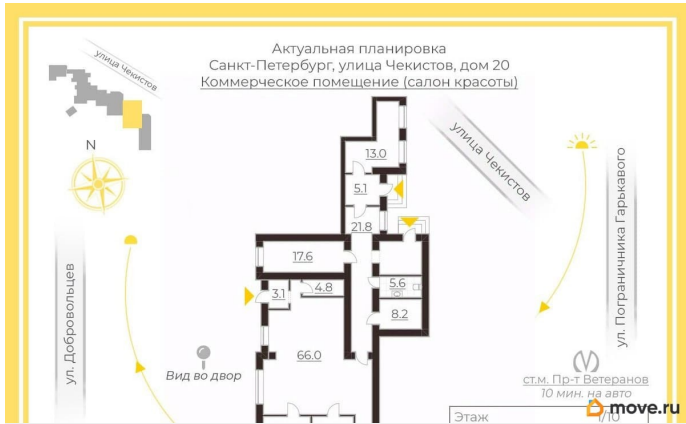 Актуальная планировка
Санкт-Петербург, улица Чекистов, дом 20
Коммерческое помещение (салон красоты)
улица Чекистов
N
улица Чекистов
13.0
5.1
21.8
17.6
5.6
3.1
4.8
8.2
66.0
ул. Добровольцев
ул. Пограничника Гарькавого
Вид во двор
ст.м. Пр-т Ветеранов
10 мин. на авто
Этаж 1/10
move.ru